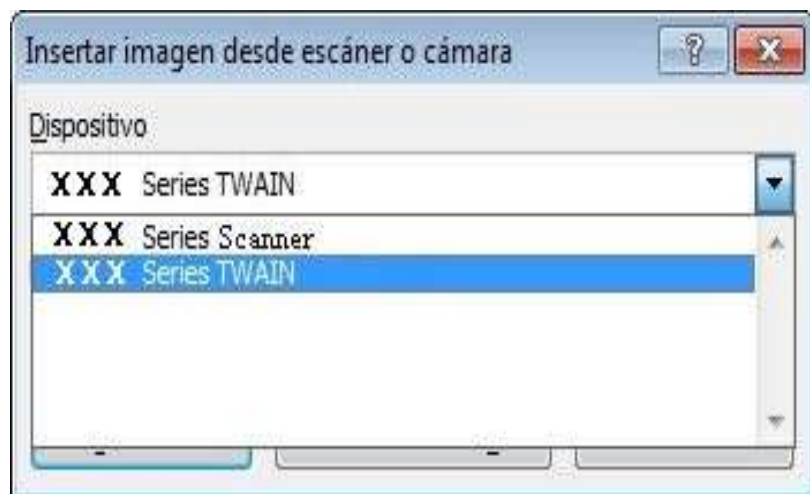 Insertar imagen desde escáner o cámara
Dispositivo
XXX Series TWAIN
XXX Series Scanner
XXX Series TWAIN